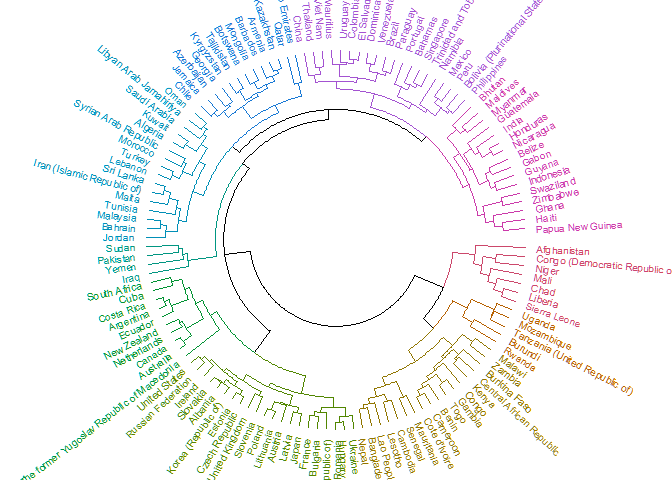 Afghanistan
Congo (Democratic Republic o
Niger
Mali
Chad
Liberia
Sierra Leone
Uganda
Mozambique
Tanzania (United Republic of)
Burundi
Rwanda
Malawi
Zambia
Burkina Faso
Central African Republic
Kenya
Congo
Gambia
Togo
Benin
Cameroon
Cote d'Ivoire
Mauritania
Senegal
Cambodia
Lesotho
Lao People
Banglade
Nepal
Ukraine
Romania
public of)
Bulgaria
France
Japan
Latvia
Austria
Lithuania
Poland
Slovenia
United Kingdom
Czech Republic
Estonia
Korea (Republic of)
Albania
Slovakia
Ireland
Russian Federation
United States
The former Yugoslav Republic of Macedonia
Australia
Canada
Netherlands
New Zealand
Ecuador
Argentina
Costa Rica
Cuba
South Africa
Iraq
Yemen
Pakistan
Sudan
Jordan
Bahrain
Malaysia
Tunisia
Malta
Iran (Islamic Republic of)
Sri Lanka
Lebanon
Turkey
Morocco
Syrian Arab Republic
Algeria
Kuwait
Saudi Arabia
Libyan Arab Jamahiriya
Oman
Chile
Jamaica
Azerbaijan
Georgia
Kyrgyzstan
Tajikistan
Botswana
Mongolia
Barbados
Armenia
Kazakhstan
Qatar
Emirates
China
Thailand
Viet Nam
Mauritius
Uruguay
Colombia
El Salvad
Dominica
Venezuela
Brazil
Paraguay
Portugal
Bahamas
Singapore
Trinidad and Tob
Namibia
Mexico
Peru
Bolivia (Plurinational State
Philippines
Bhutan
Maldives
Myanmar
Guatemala
India
Honduras
Nicaragua
Belize
Gabon
Guyana
Indonesia
Swaziland
Zimbabwe
Ghana
Haiti
Papua New Guinea